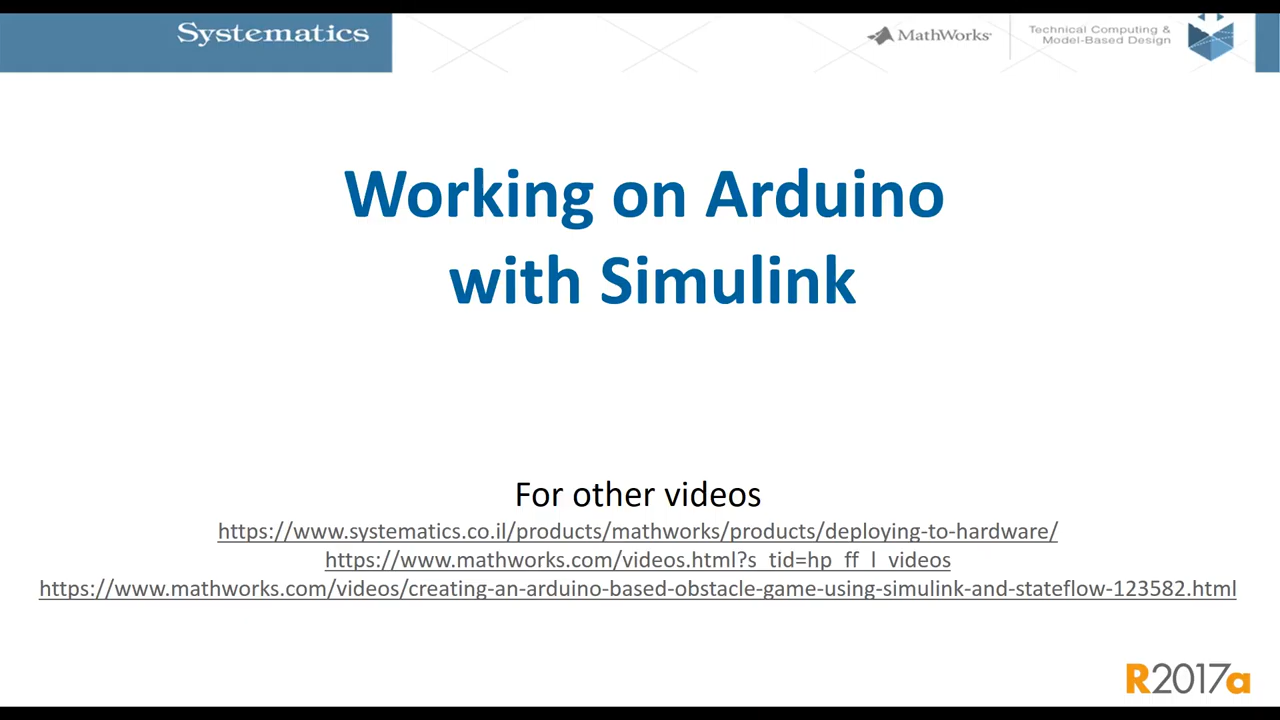 Systematics
MathWorks
Technical Computing &
Model-Based Design
Working on Arduino
with Simulink
For other videos
https://www.systematics.co.il/products/mathworks/products/deploying-to-hardware/
https://www.mathworks.com/videos.html?s_tid=hp_ff_l_videos
https://www.mathworks.com/videos/creating-an-arduino-based-obstacle-game-using-simulink-and-stateflow-123582.html
R2017a